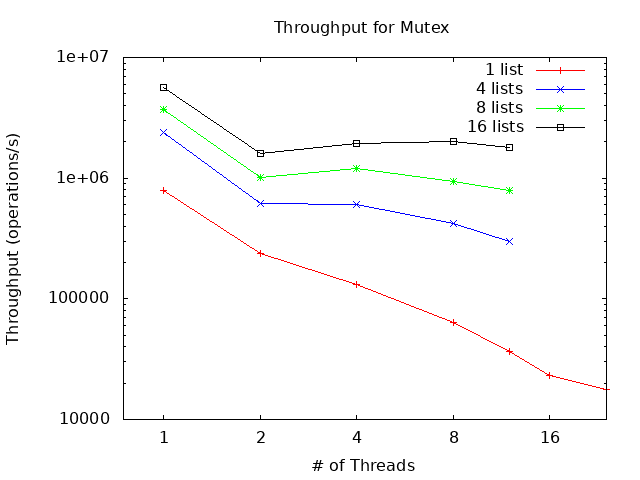 Throughput for Mutex
1 list
4 lists
8 lists
16 lists
Throughput (operations/s)
1e+07
1e+06
100000
10000
1 2 4 8 16
# of Threads